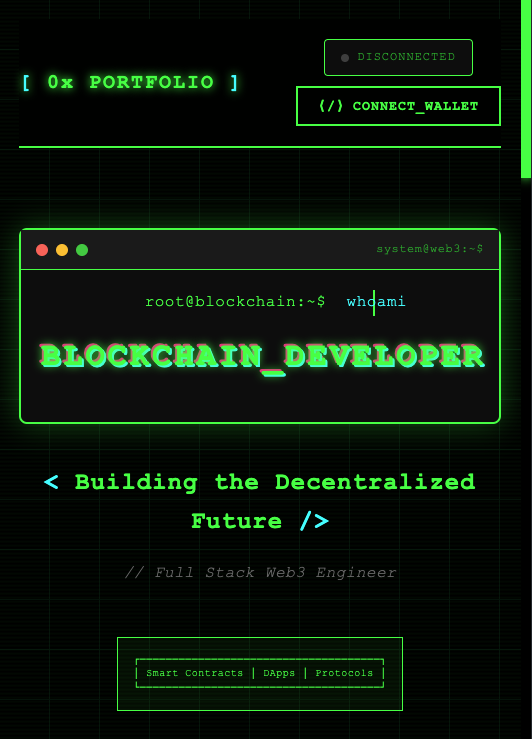 [ 0x PORTFOLIO ]
DISCONNECTED
⟨/⟩ CONNECT_WALLET
system@web3:~$
root@blockchain:~$ whoami
BLOCKCHAIN_DEVELOPER
< Building the Decentralized
Future />
// Full Stack Web3 Engineer
│ Smart Contracts │ DApps │ Protocols │